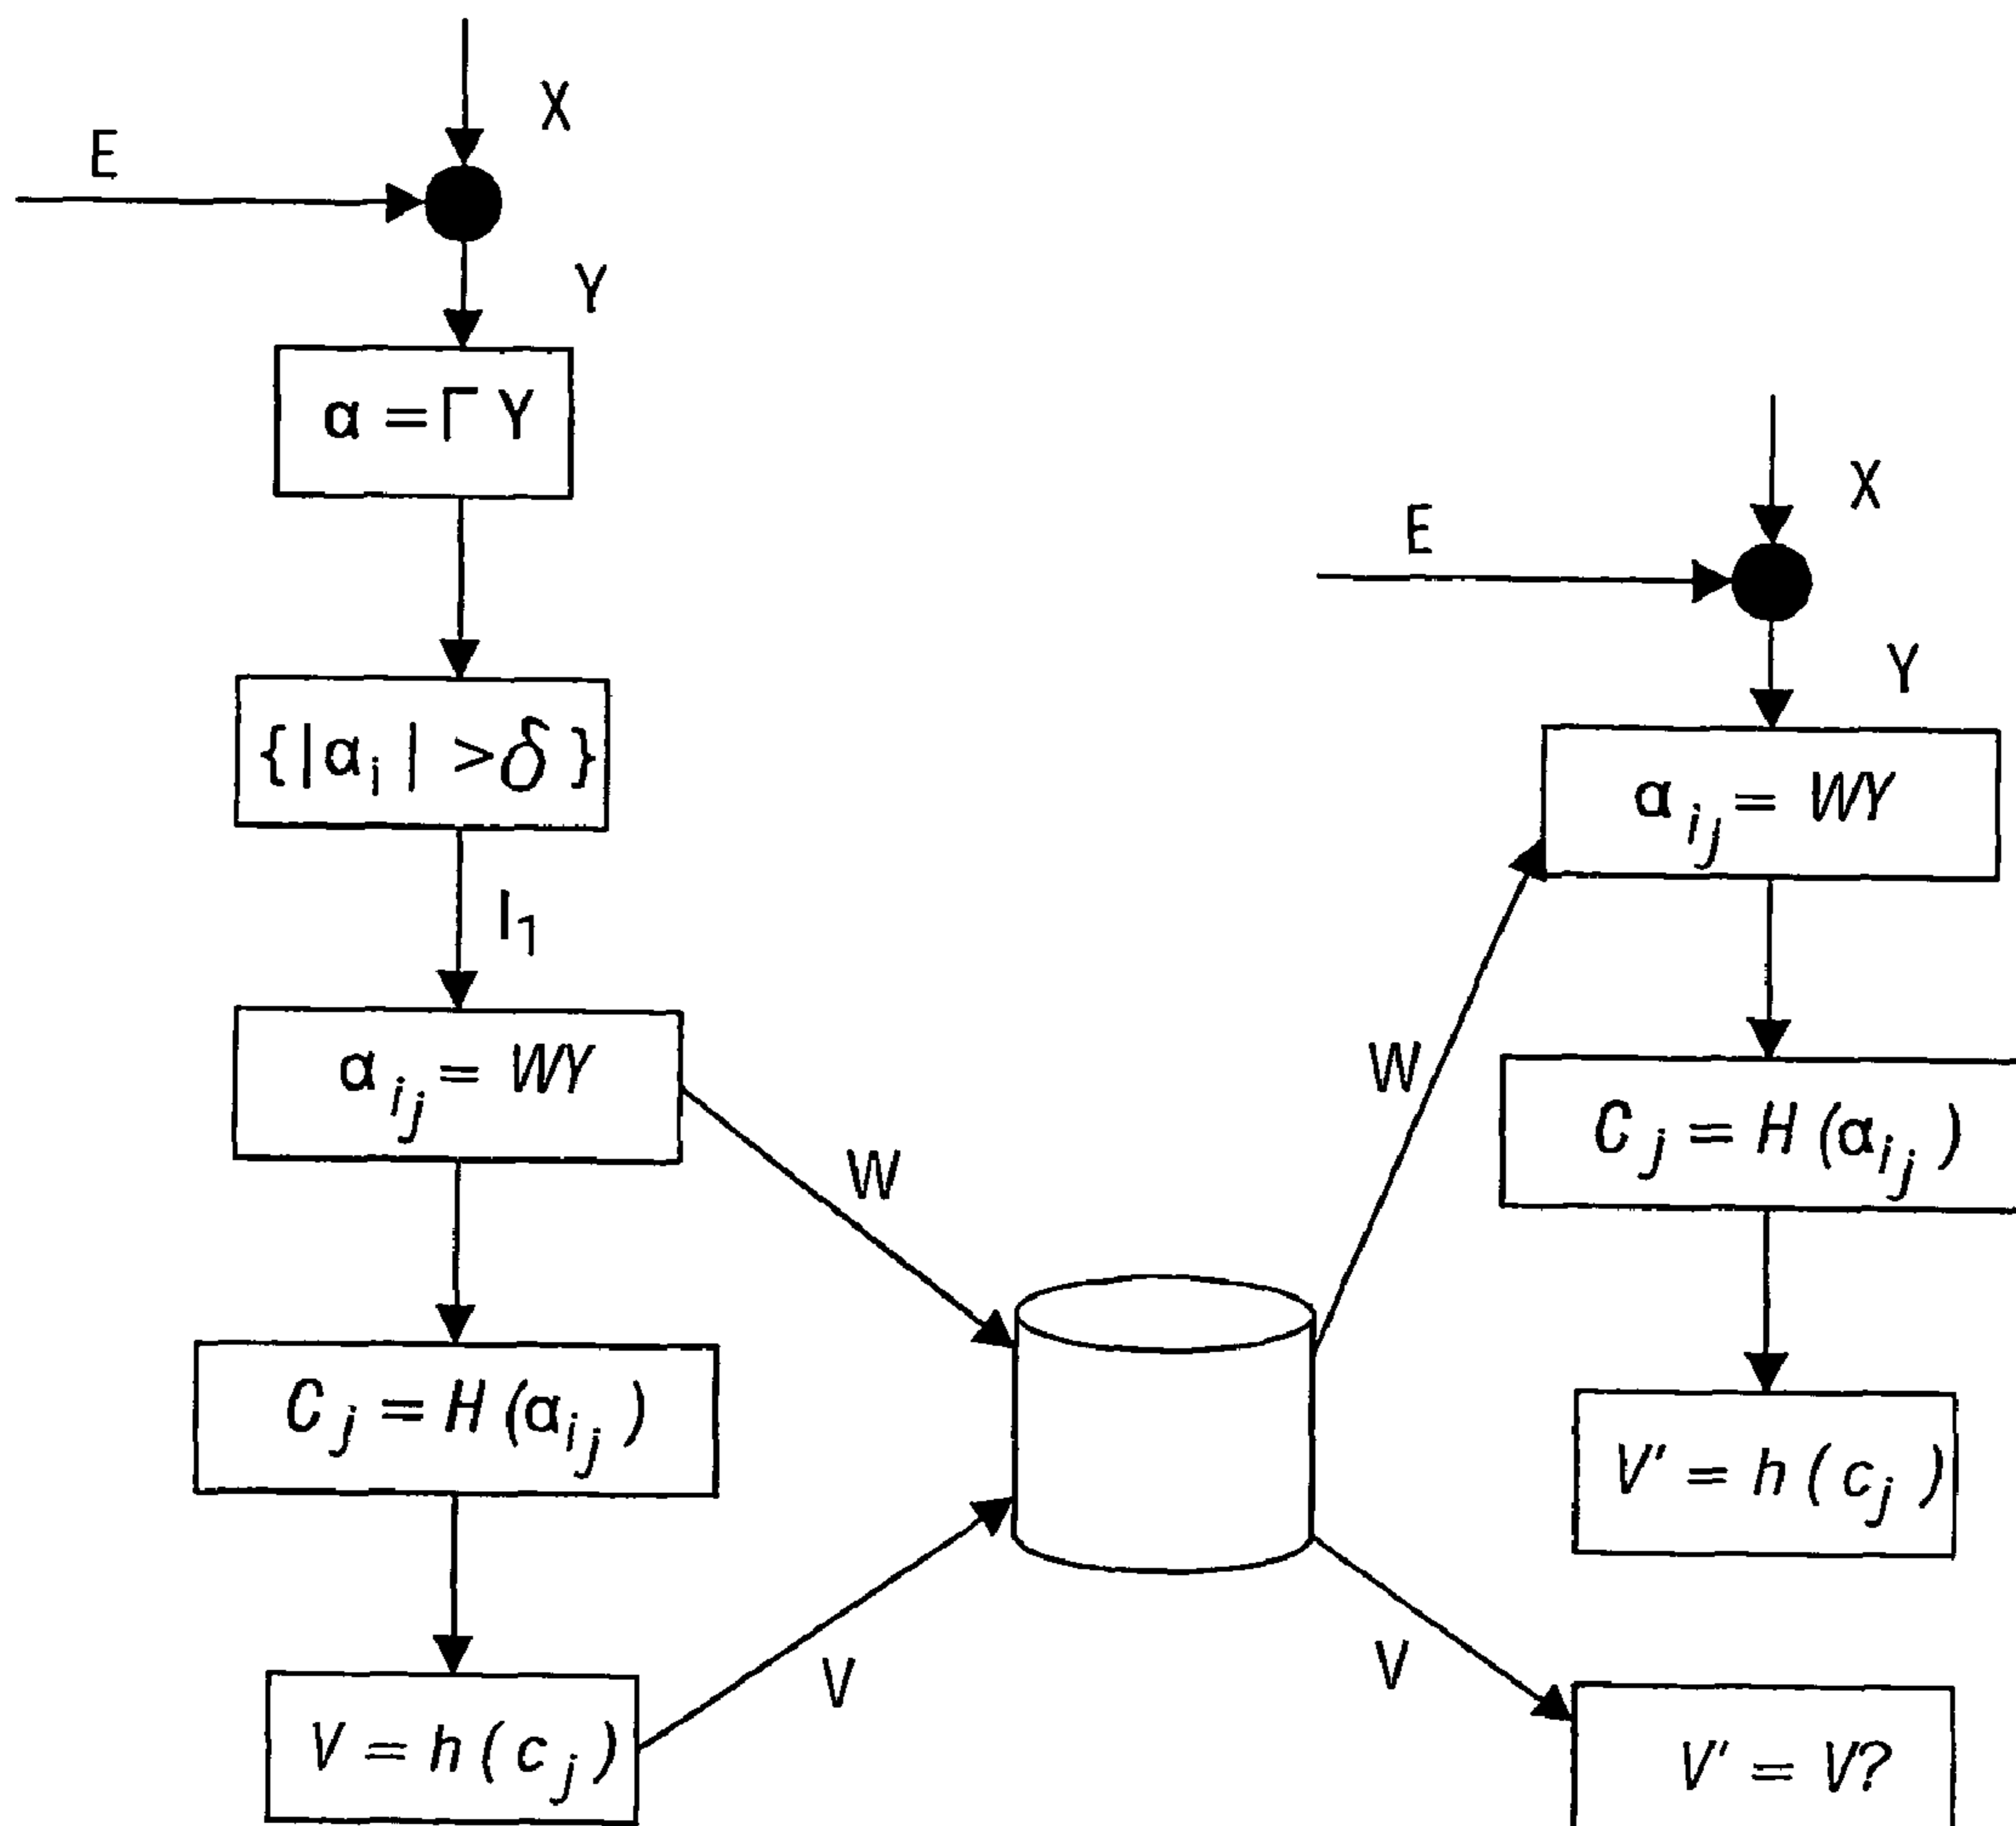 X
E
Y
α = Γ Y
{|α_i| > δ}
I_1
α_{i_j} = WY
W
C_j = H(α_{i_j})
V = h(c_j)
V
X
E
Y
α_{i_j} = WY
W
C_j = H(α_{i_j})
V' = h(c_j)
V
V' = V?